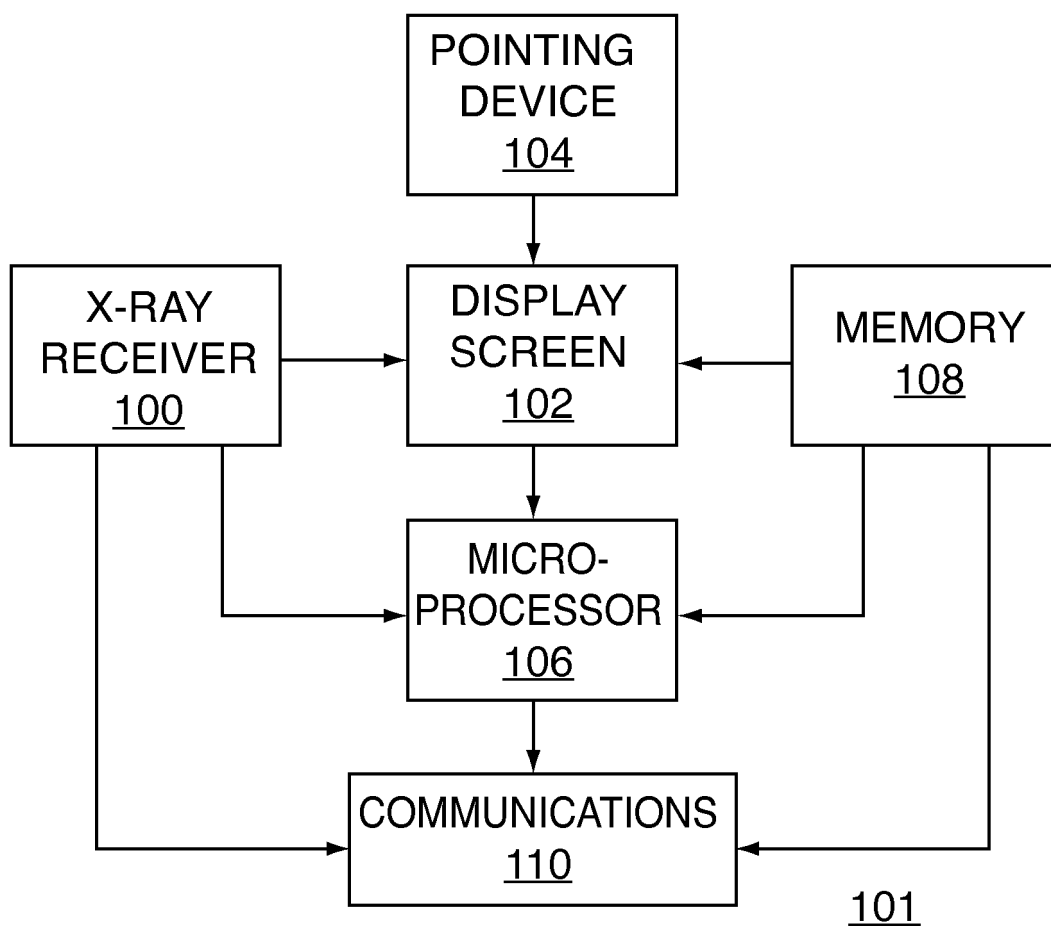 POINTING
DEVICE
104
X-RAY
RECEIVER
100
DISPLAY
SCREEN
102
MEMORY
108
MICRO-
PROCESSOR
106
COMMUNICATIONS
110
101